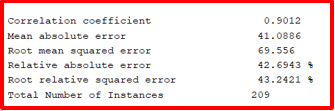 Correlation coefficient 0.9012
Mean absolute error 41.0886
Root mean squared error 69.556
Relative absolute error 42.6943 %
Root relative squared error 43.2421 %
Total Number of Instances 209